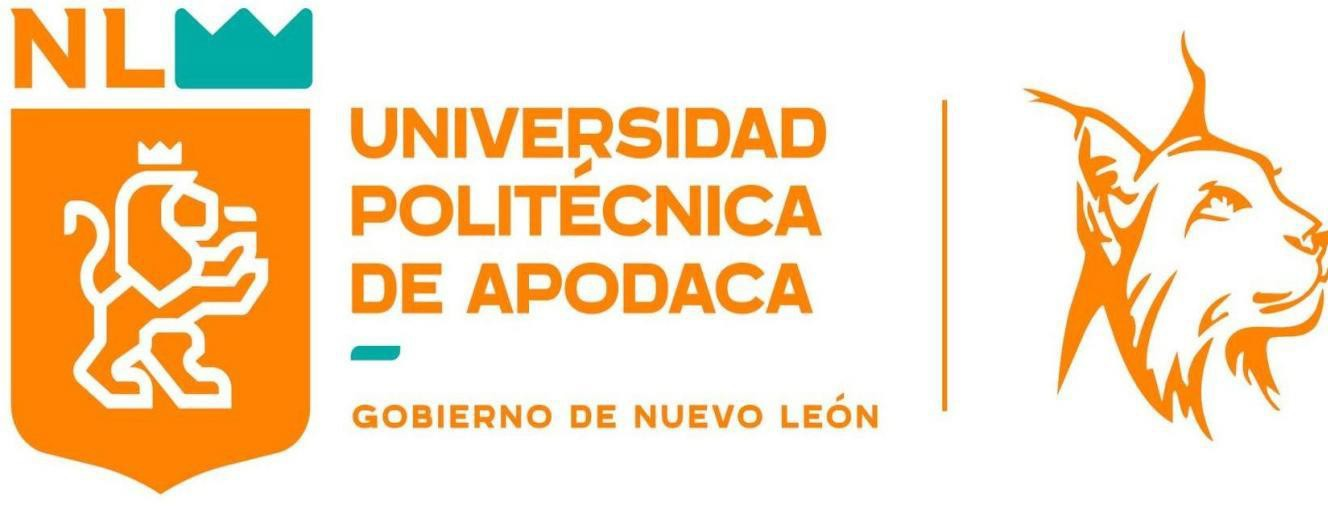 NL
UNIVERSIDAD
POLITÉCNICA
DE APODACA
GOBIERNO DE NUEVO LEÓN